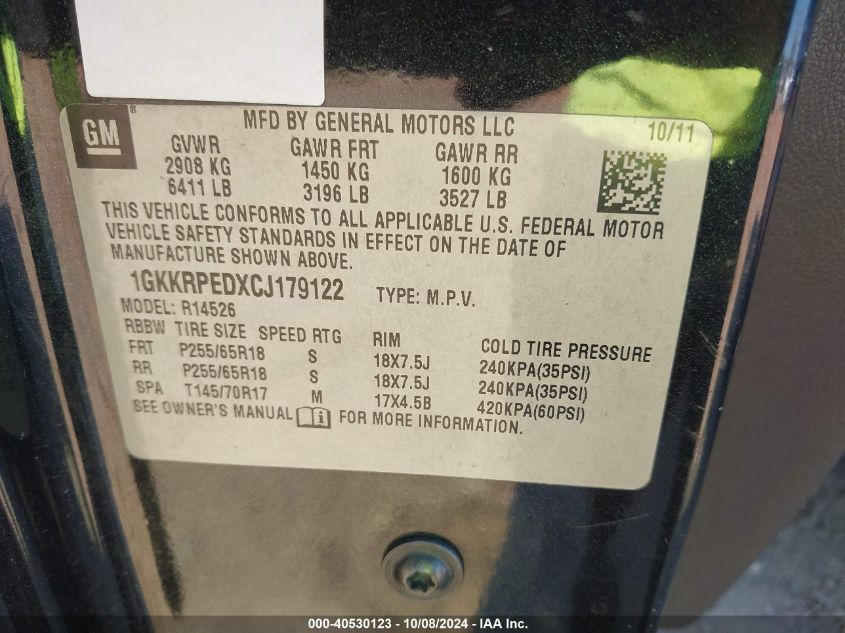 GM
®
MFD BY GENERAL MOTORS LLC 10/11
GVWR GAWR FRT GAWR RR
2908 KG 1450 KG 1600 KG
6411 LB 3196 LB 3527 LB
THIS VEHICLE CONFORMS TO ALL APPLICABLE U.S. FEDERAL MOTOR
VEHICLE SAFETY STANDARDS IN EFFECT ON THE DATE OF
MANUFACTURE SHOWN ABOVE.
1GKKRPEDXCJ179122 TYPE: M.P.V.
MODEL: R14526
RBBW TIRE SIZE SPEED RTG RIM COLD TIRE PRESSURE
FRT P255/65R18 S 18X7.5J 240KPA(35PSI)
RR P255/65R18 S 18X7.5J 240KPA(35PSI)
SPA T145/70R17 M 17X4.5B 420KPA(60PSI)
SEE OWNER'S MANUAL FOR MORE INFORMATION.
000-40530123 - 10/08/2024 - IAA Inc.